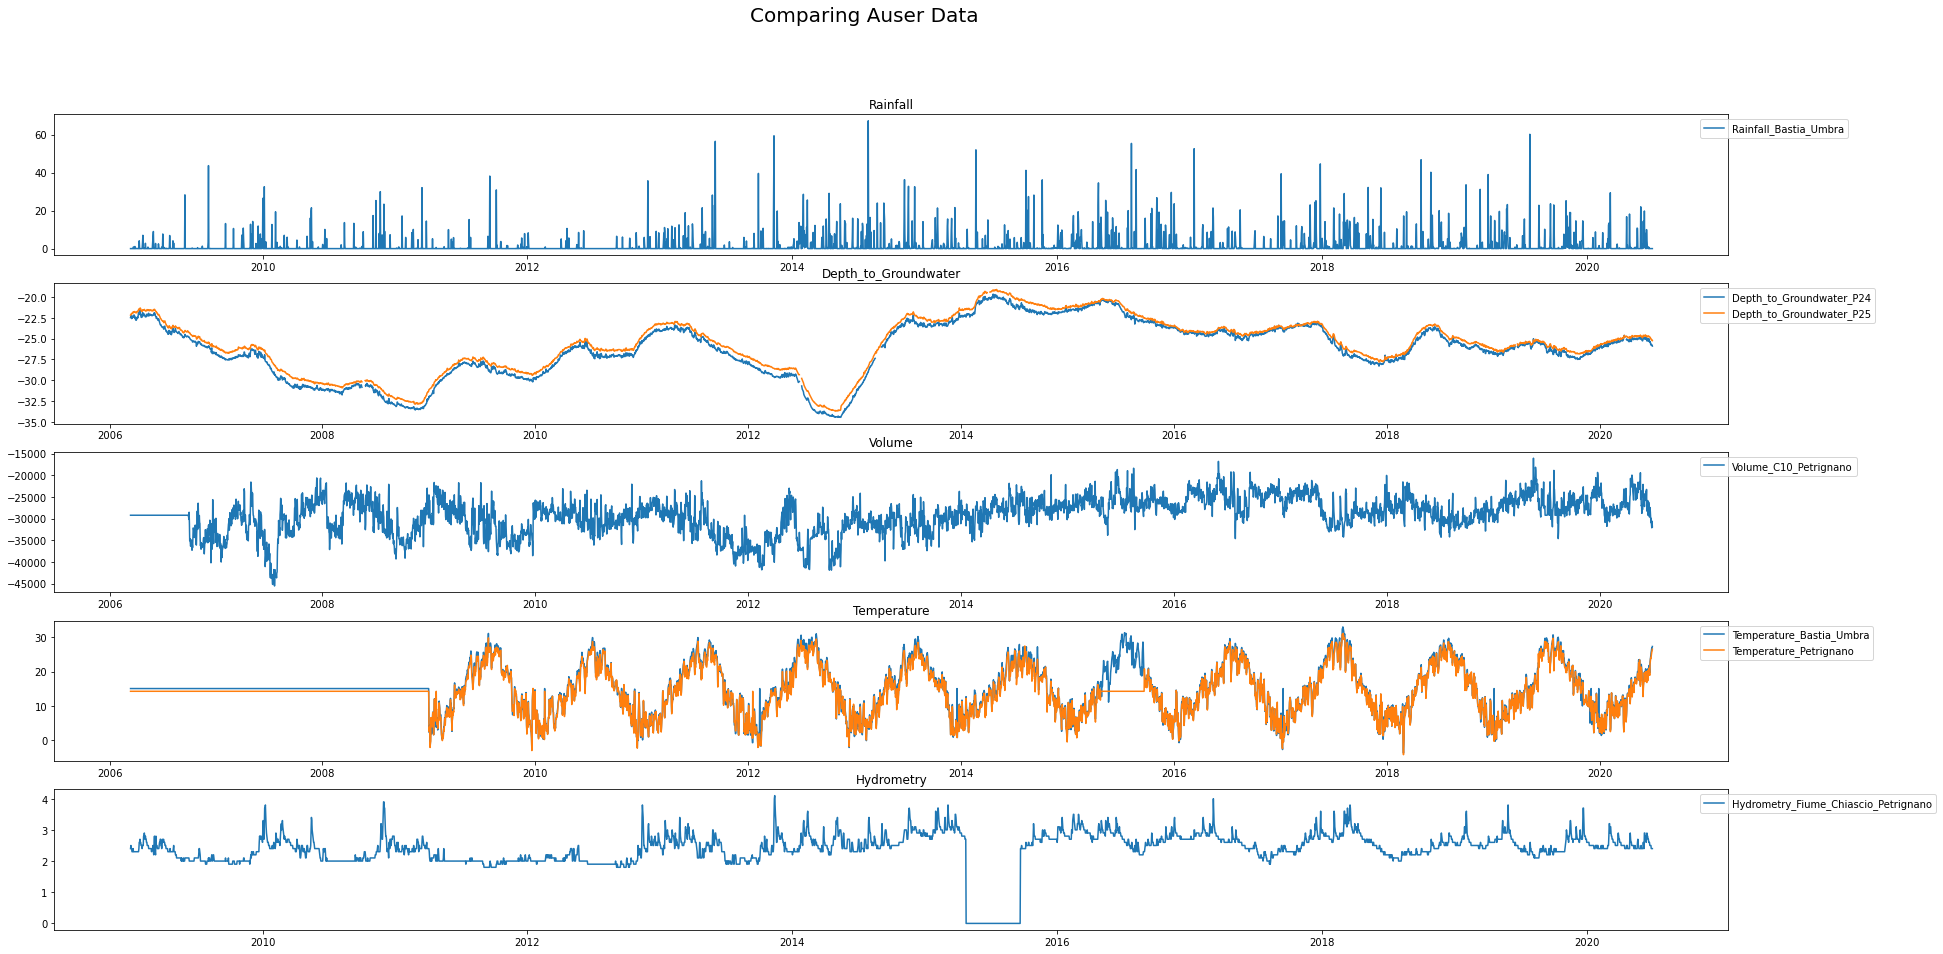 Comparing Auser Data
Rainfall
60
40
20
0
Rainfall_Bastia_Umbra
2010 2012 2014 2016 2018 2020
Depth_to_Groundwater
−20.0
−22.5
−25.0
−27.5
−30.0
−32.5
−35.0
Depth_to_Groundwater_P24
Depth_to_Groundwater_P25
2006 2008 2010 2012 2014 2016 2018 2020
Volume
−15000
−20000
−25000
−30000
−35000
−40000
−45000
Volume_C10_Petrignano
2006 2008 2010 2012 2014 2016 2018 2020
Temperature
30
20
10
0
Temperature_Bastia_Umbra
Temperature_Petrignano
2006 2008 2010 2012 2014 2016 2018 2020
Hydrometry
4
3
2
1
0
Hydrometry_Fiume_Chiascio_Petrignano
2010 2012 2014 2016 2018 2020